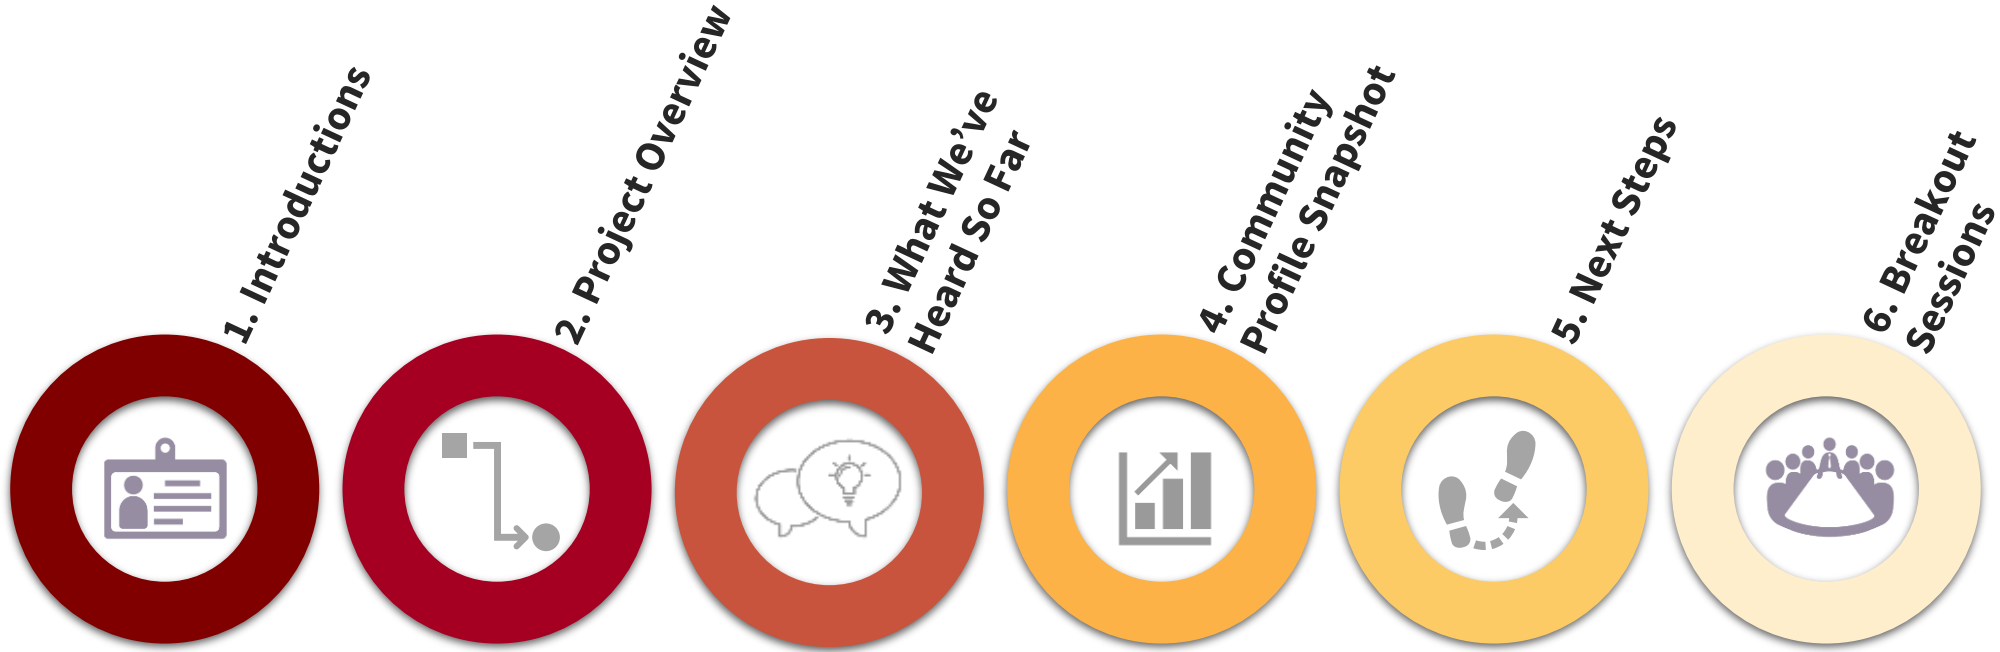 1. Introductions
2. Project Overview
3. What We’ve
Heard So Far
4. Community
Profile Snapshot
5. Next Steps
6. Breakout
Sessions